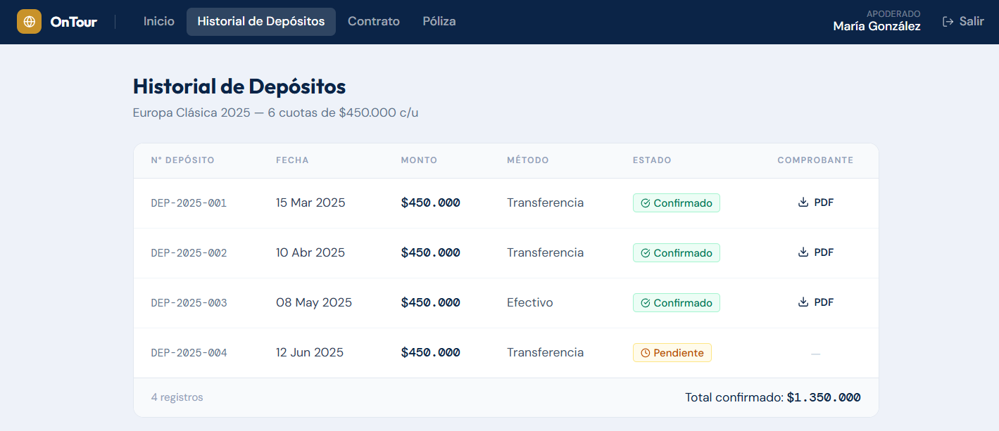 OnTour
Inicio
Historial de Depósitos
Contrato
Póliza
APODERADO
María González
Salir
Historial de Depósitos
Europa Clásica 2025 — 6 cuotas de $450.000 c/u
N° DEPÓSITO FECHA MONTO MÉTODO ESTADO COMPROBANTE
DEP-2025-001 15 Mar 2025 $450.000 Transferencia Confirmado PDF
DEP-2025-002 10 Abr 2025 $450.000 Transferencia Confirmado PDF
DEP-2025-003 08 May 2025 $450.000 Efectivo Confirmado PDF
DEP-2025-004 12 Jun 2025 $450.000 Transferencia Pendiente —
4 registros
Total confirmado: $1.350.000